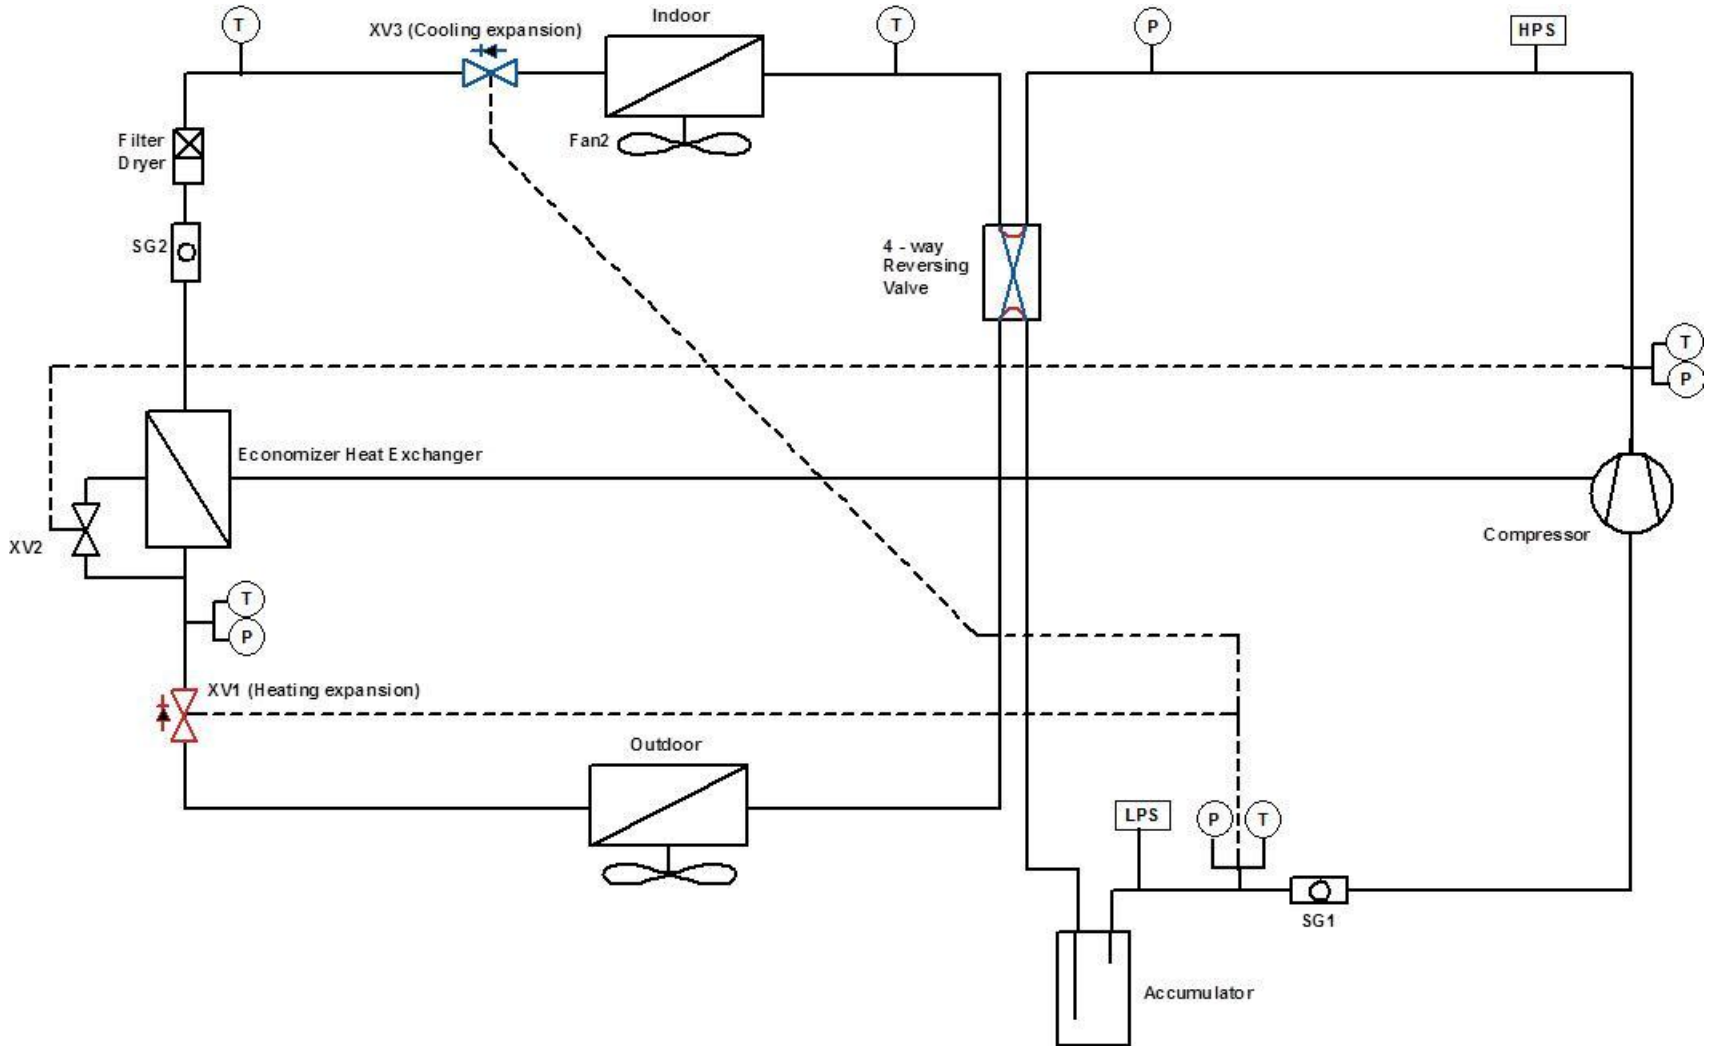 Indoor
T
XV3 (Cooling expansion)
T
P
HPS
Filter
Dryer
Fan2
SG2
4 - way
Reversing
Valve
T
P
Economizer Heat Exchanger
XV2
Compressor
T
P
XV1 (Heating expansion)
Outdoor
LPS
P
T
SG1
Accumulator